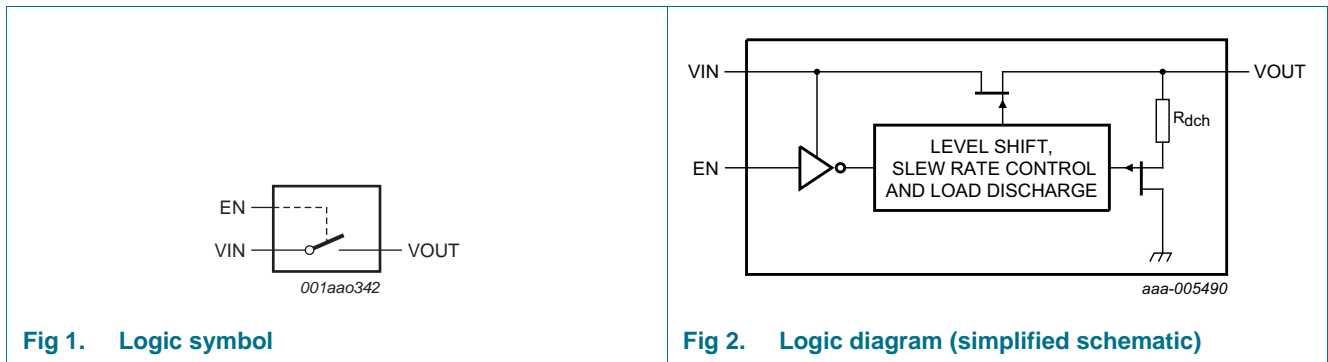 EN
VIN
VOUT
001aao342
Fig 1. Logic symbol
VIN
VOUT
Rdch
EN
LEVEL SHIFT,
SLEW RATE CONTROL
AND LOAD DISCHARGE
aaa-005490
Fig 2. Logic diagram (simplified schematic)